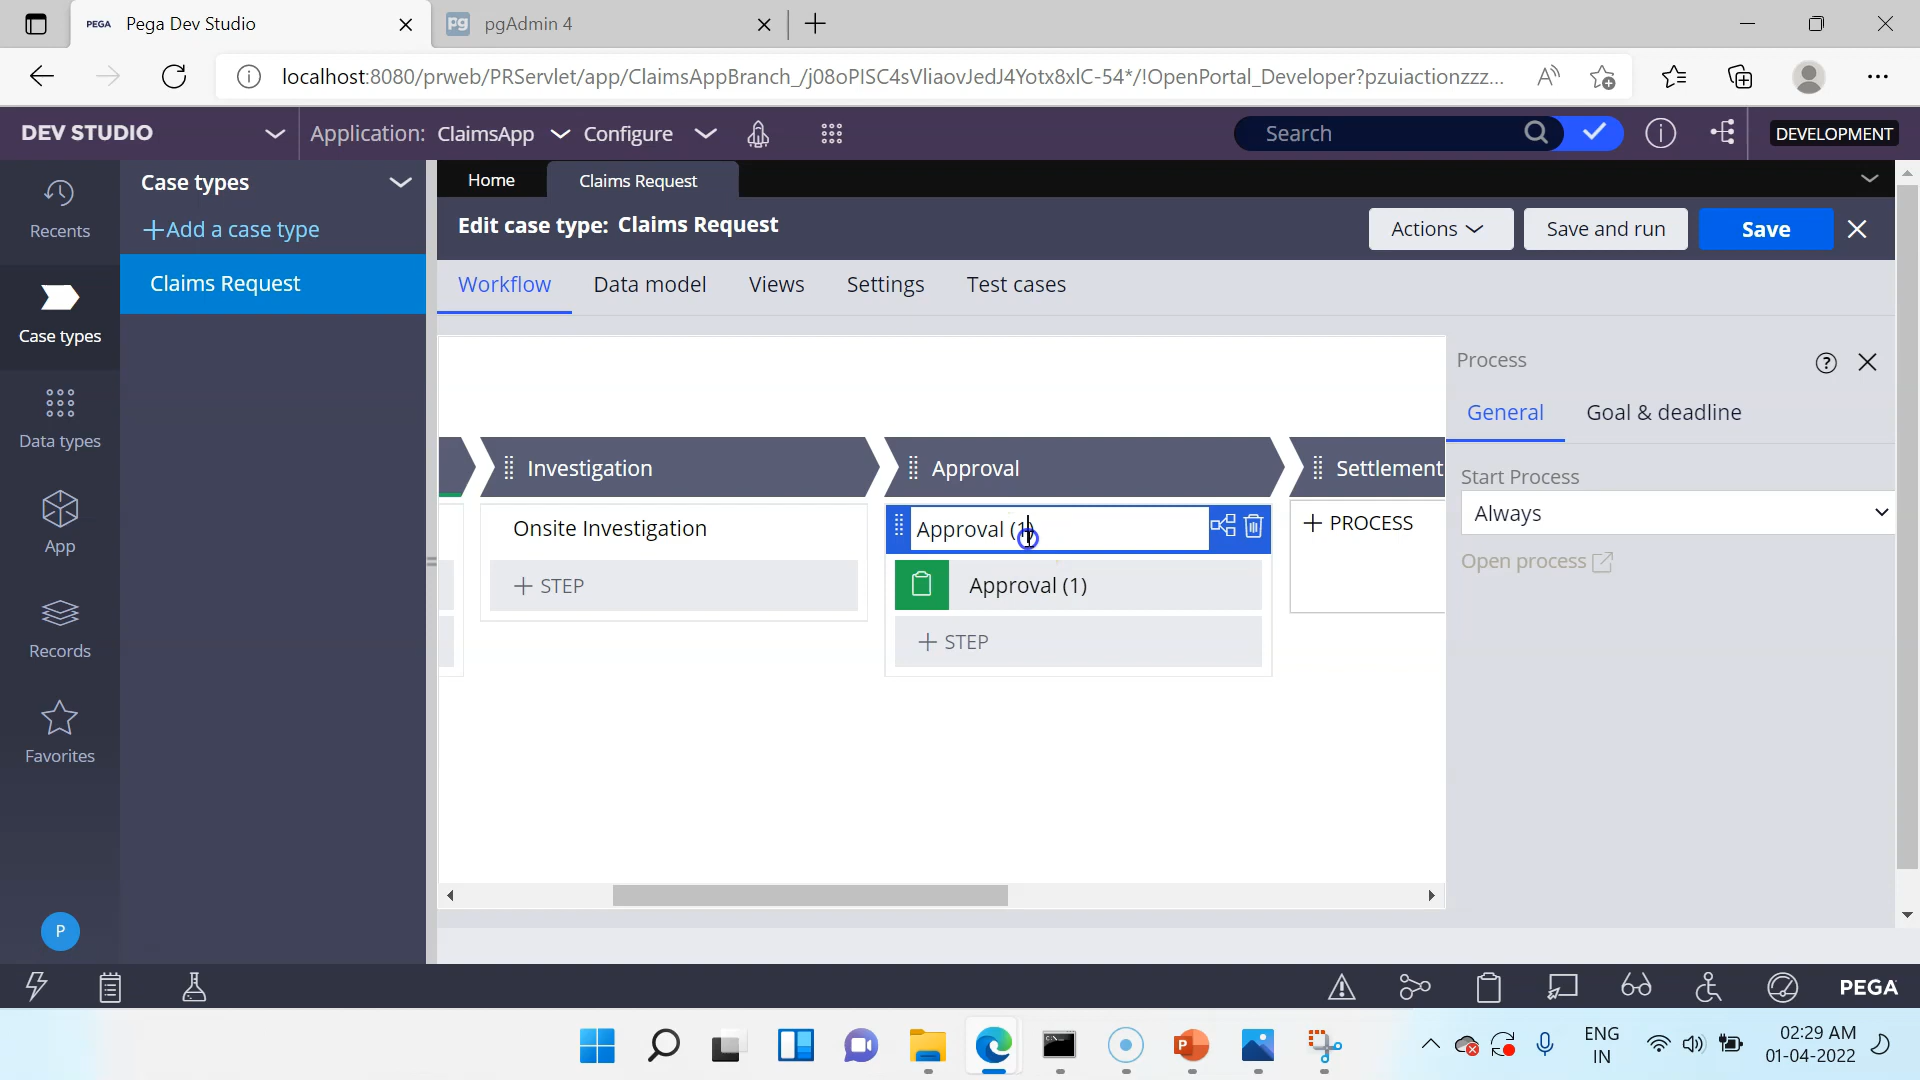 PEGA Pega Dev Studio
pg pgAdmin 4
localhost:8080/prweb/PRServlet/app/ClaimsAppBranch_/j08oPISC4sVliaovJedJ4Yotx8xlC-54*/!OpenPortal_Developer?pzuiactionzzz...
DEV STUDIO
Application: ClaimsApp
Configure
Search
DEVELOPMENT
Recents
Case types
Data types
App
Records
Favorites
P
Case types
+Add a case type
Claims Request
Home
Claims Request
Edit case type: Claims Request
Actions
Save and run
Save
Workflow
Data model
Views
Settings
Test cases
Investigation
Approval
Settlement
Onsite Investigation
+ STEP
Approval (1)
Approval (1)
+ STEP
+ PROCESS
Process
General
Goal & deadline
Start Process
Always
Open process
PEGA
ENG
IN
02:29 AM
01-04-2022